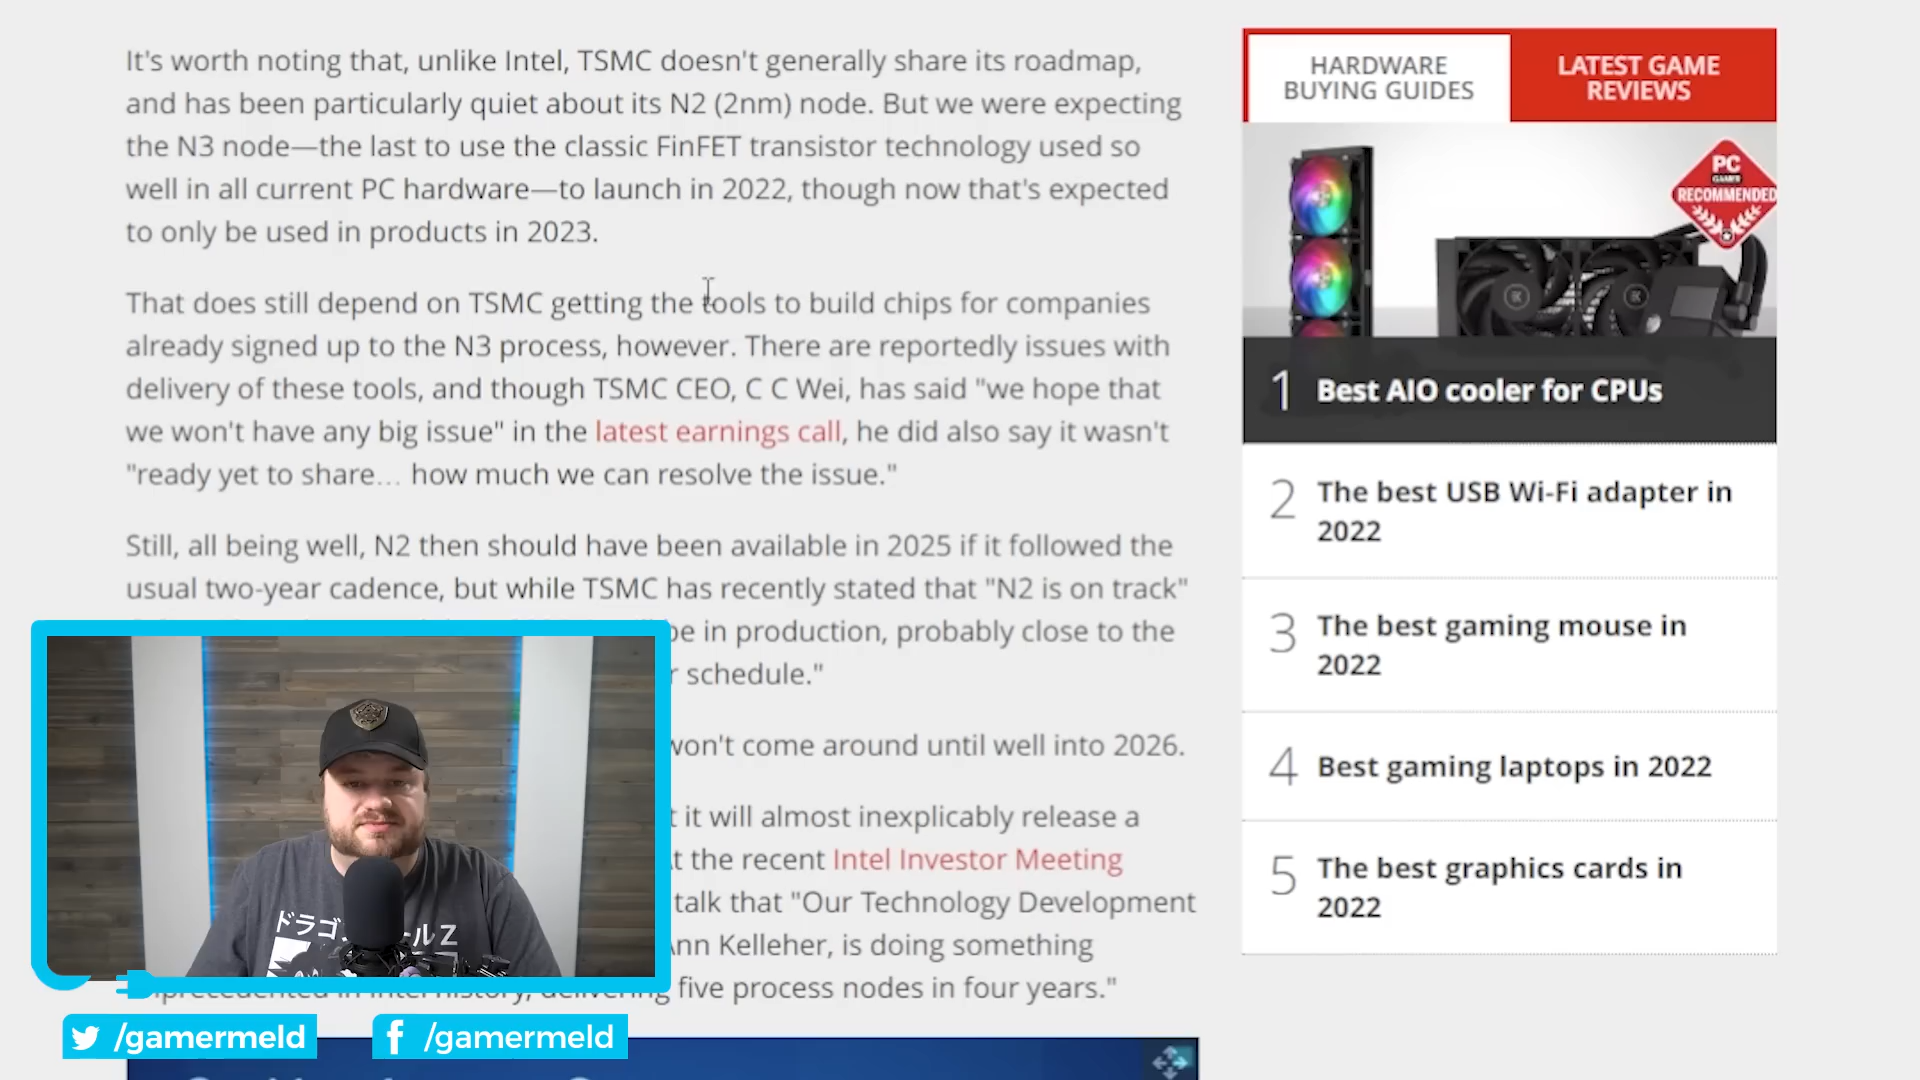 It's worth noting that, unlike Intel, TSMC doesn't generally share its roadmap,
and has been particularly quiet about its N2 (2nm) node. But we were expecting
the N3 node—the last to use the classic FinFET transistor technology used so
well in all current PC hardware—to launch in 2022, though now that's expected
to only be used in products in 2023.
That does still depend on TSMC getting the tools to build chips for companies
already signed up to the N3 process, however. There are reportedly issues with
delivery of these tools, and though TSMC CEO, C C Wei, has said "we hope that
we won't have any big issue" in the latest earnings call, he did also say it wasn't
"ready yet to share… how much we can resolve the issue."
Still, all being well, N2 then should have been available in 2025 if it followed the
usual two-year cadence, but while TSMC has recently stated that "N2 is on track"
be in production, probably close to the
schedule."
won't come around until well into 2026.
it will almost inexplicably release a
the recent Intel Investor Meeting
talk that "Our Technology Development
Ann Kelleher, is doing something
five process nodes in four years."
HARDWARE
BUYING GUIDES
LATEST GAME
REVIEWS
PC
GAMER
RECOMMENDED
1 Best AIO cooler for CPUs
2 The best USB Wi-Fi adapter in
2022
3 The best gaming mouse in
2022
4 Best gaming laptops in 2022
5 The best graphics cards in
2022
ドラゴ ールZ
/gamermeld
/gamermeld